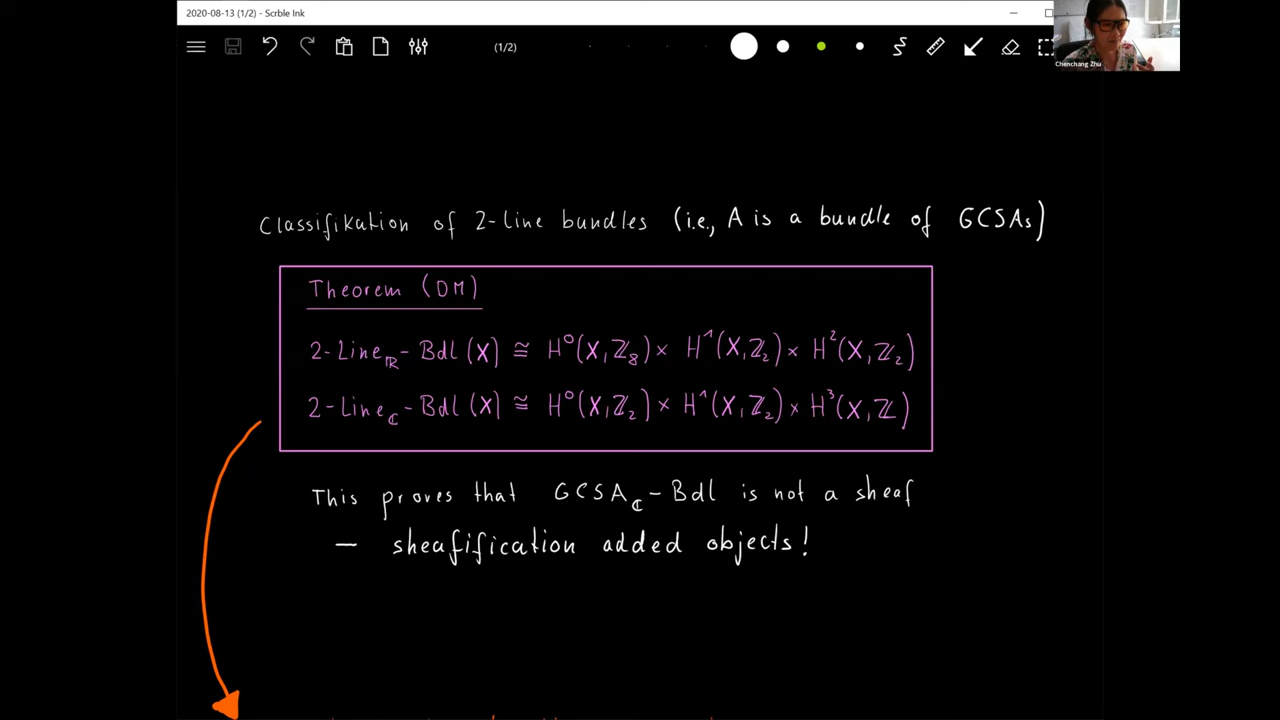 2020-08-13 (1/2) - Scrble Ink
(1/2)
Chenchang Zhu
Classifikation of 2-line bundles (i.e., A is a bundle of GCSAs)
Theorem (DM)
2-Line_ℝ-Bdl(X) ≅ H⁰(X,ℤ₈) × H¹(X,ℤ₂) × H²(X,ℤ₂)
2-Line_ℂ-Bdl(X) ≅ H⁰(X,ℤ₂) × H¹(X,ℤ₂) × H³(X,ℤ)
This proves that GCSA_ℂ-Bdl is not a sheaf
— sheafification added objects!